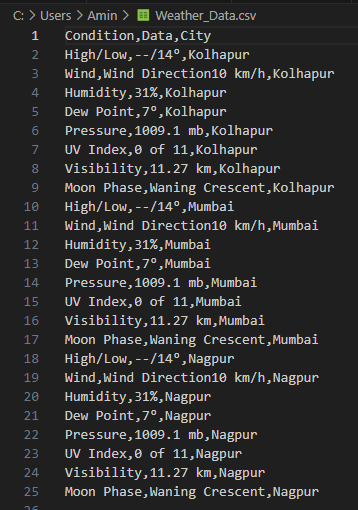 C: > Users > Amin > Weather_Data.csv
1 Condition,Data,City
2 High/Low,--/14°,Kolhapur
3 Wind,Wind Direction10 km/h,Kolhapur
4 Humidity,31%,Kolhapur
5 Dew Point,7°,Kolhapur
6 Pressure,1009.1 mb,Kolhapur
7 UV Index,0 of 11,Kolhapur
8 Visibility,11.27 km,Kolhapur
9 Moon Phase,Waning Crescent,Kolhapur
10 High/Low,--/14°,Mumbai
11 Wind,Wind Direction10 km/h,Mumbai
12 Humidity,31%,Mumbai
13 Dew Point,7°,Mumbai
14 Pressure,1009.1 mb,Mumbai
15 UV Index,0 of 11,Mumbai
16 Visibility,11.27 km,Mumbai
17 Moon Phase,Waning Crescent,Mumbai
18 High/Low,--/14°,Nagpur
19 Wind,Wind Direction10 km/h,Nagpur
20 Humidity,31%,Nagpur
21 Dew Point,7°,Nagpur
22 Pressure,1009.1 mb,Nagpur
23 UV Index,0 of 11,Nagpur
24 Visibility,11.27 km,Nagpur
25 Moon Phase,Waning Crescent,Nagpur